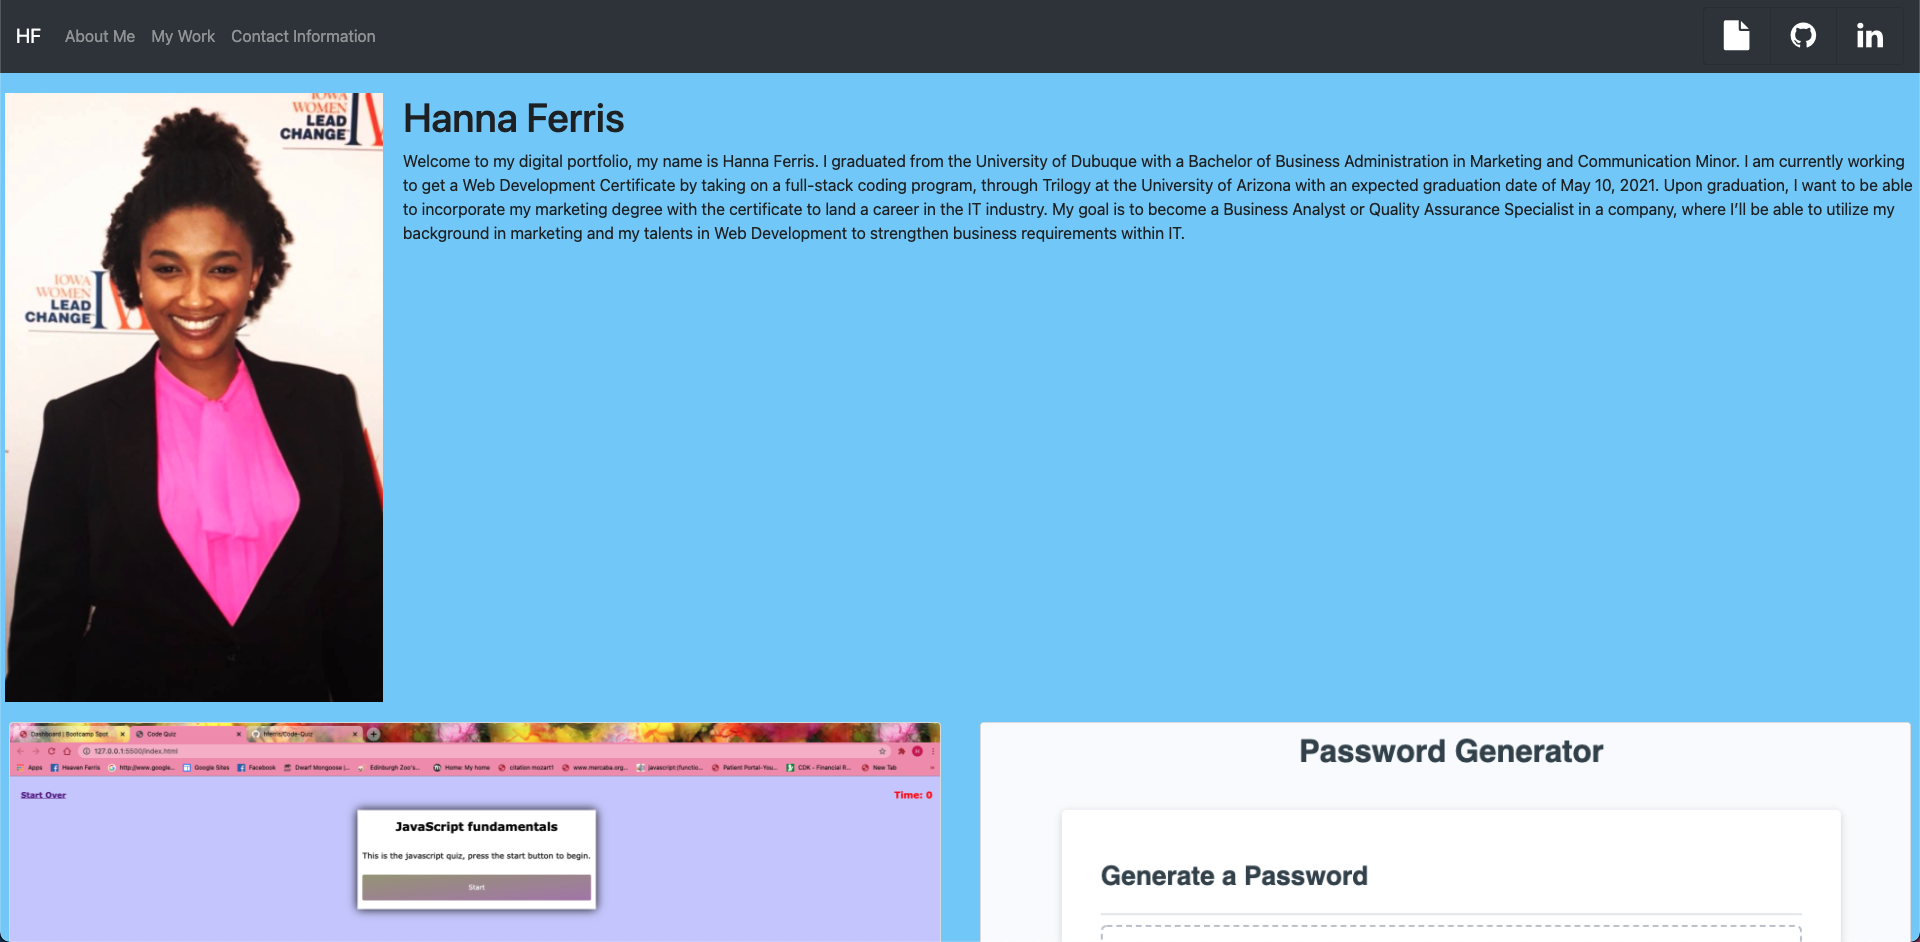 HF About Me My Work Contact Information
IOWA
WOMEN
LEAD
CHANGE
IOWA
WOMEN
LEAD
CHANGE
Hanna Ferris
Welcome to my digital portfolio, my name is Hanna Ferris. I graduated from the University of Dubuque with a Bachelor of Business Administration in Marketing and Communication Minor. I am currently working
to get a Web Development Certificate by taking on a full-stack coding program, through Trilogy at the University of Arizona with an expected graduation date of May 10, 2021. Upon graduation, I want to be able
to incorporate my marketing degree with the certificate to land a career in the IT industry. My goal is to become a Business Analyst or Quality Assurance Specialist in a company, where I’ll be able to utilize my
background in marketing and my talents in Web Development to strengthen business requirements within IT.
Dashboard | Bootcamp Spot Code Quiz hferris/Code-Quiz
127.0.0.1:5500/index.html
Apps Heaven Ferris http://www.google... Google Sites Facebook Dwarf Mongoose |... Edinburgh Zoo's... Home: My home citation mozart1 www.mercaba.org... javascript:(functio... Patient Portal-You... CDK - Financial R... New Tab
Start Over Time: 0
JavaScript fundamentals
This is the javascript quiz, press the start button to begin.
Start
Password Generator
Generate a Password